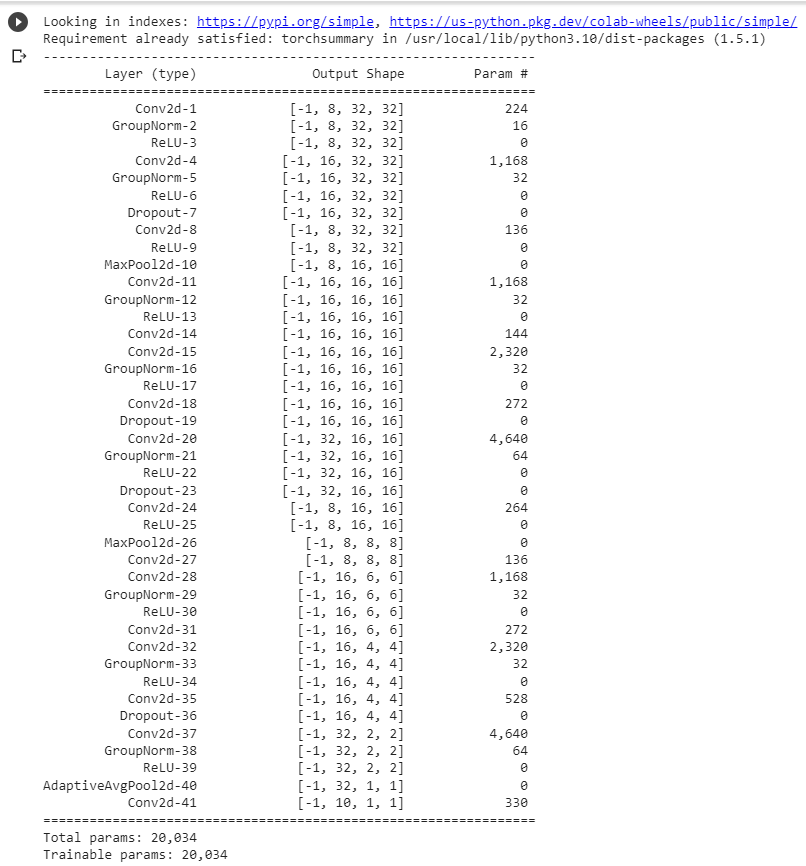 Looking in indexes: https://pypi.org/simple, https://us-python.pkg.dev/colab-wheels/public/simple/
Requirement already satisfied: torchsummary in /usr/local/lib/python3.10/dist-packages (1.5.1)
----------------------------------------------------------------
Layer (type) Output Shape Param #
================================================================
Conv2d-1 [-1, 8, 32, 32] 224
GroupNorm-2 [-1, 8, 32, 32] 16
ReLU-3 [-1, 8, 32, 32] 0
Conv2d-4 [-1, 16, 32, 32] 1,168
GroupNorm-5 [-1, 16, 32, 32] 32
ReLU-6 [-1, 16, 32, 32] 0
Dropout-7 [-1, 16, 32, 32] 0
Conv2d-8 [-1, 8, 32, 32] 136
ReLU-9 [-1, 8, 32, 32] 0
MaxPool2d-10 [-1, 8, 16, 16] 0
Conv2d-11 [-1, 16, 16, 16] 1,168
GroupNorm-12 [-1, 16, 16, 16] 32
ReLU-13 [-1, 16, 16, 16] 0
Conv2d-14 [-1, 16, 16, 16] 144
Conv2d-15 [-1, 16, 16, 16] 2,320
GroupNorm-16 [-1, 16, 16, 16] 32
ReLU-17 [-1, 16, 16, 16] 0
Conv2d-18 [-1, 16, 16, 16] 272
Dropout-19 [-1, 16, 16, 16] 0
Conv2d-20 [-1, 32, 16, 16] 4,640
GroupNorm-21 [-1, 32, 16, 16] 64
ReLU-22 [-1, 32, 16, 16] 0
Dropout-23 [-1, 32, 16, 16] 0
Conv2d-24 [-1, 8, 16, 16] 264
ReLU-25 [-1, 8, 16, 16] 0
MaxPool2d-26 [-1, 8, 8, 8] 0
Conv2d-27 [-1, 8, 8, 8] 136
Conv2d-28 [-1, 16, 6, 6] 1,168
GroupNorm-29 [-1, 16, 6, 6] 32
ReLU-30 [-1, 16, 6, 6] 0
Conv2d-31 [-1, 16, 6, 6] 272
Conv2d-32 [-1, 16, 4, 4] 2,320
GroupNorm-33 [-1, 16, 4, 4] 32
ReLU-34 [-1, 16, 4, 4] 0
Conv2d-35 [-1, 16, 4, 4] 528
Dropout-36 [-1, 16, 4, 4] 0
Conv2d-37 [-1, 32, 2, 2] 4,640
GroupNorm-38 [-1, 32, 2, 2] 64
ReLU-39 [-1, 32, 2, 2] 0
AdaptiveAvgPool2d-40 [-1, 32, 1, 1] 0
Conv2d-41 [-1, 10, 1, 1] 330
================================================================
Total params: 20,034
Trainable params: 20,034